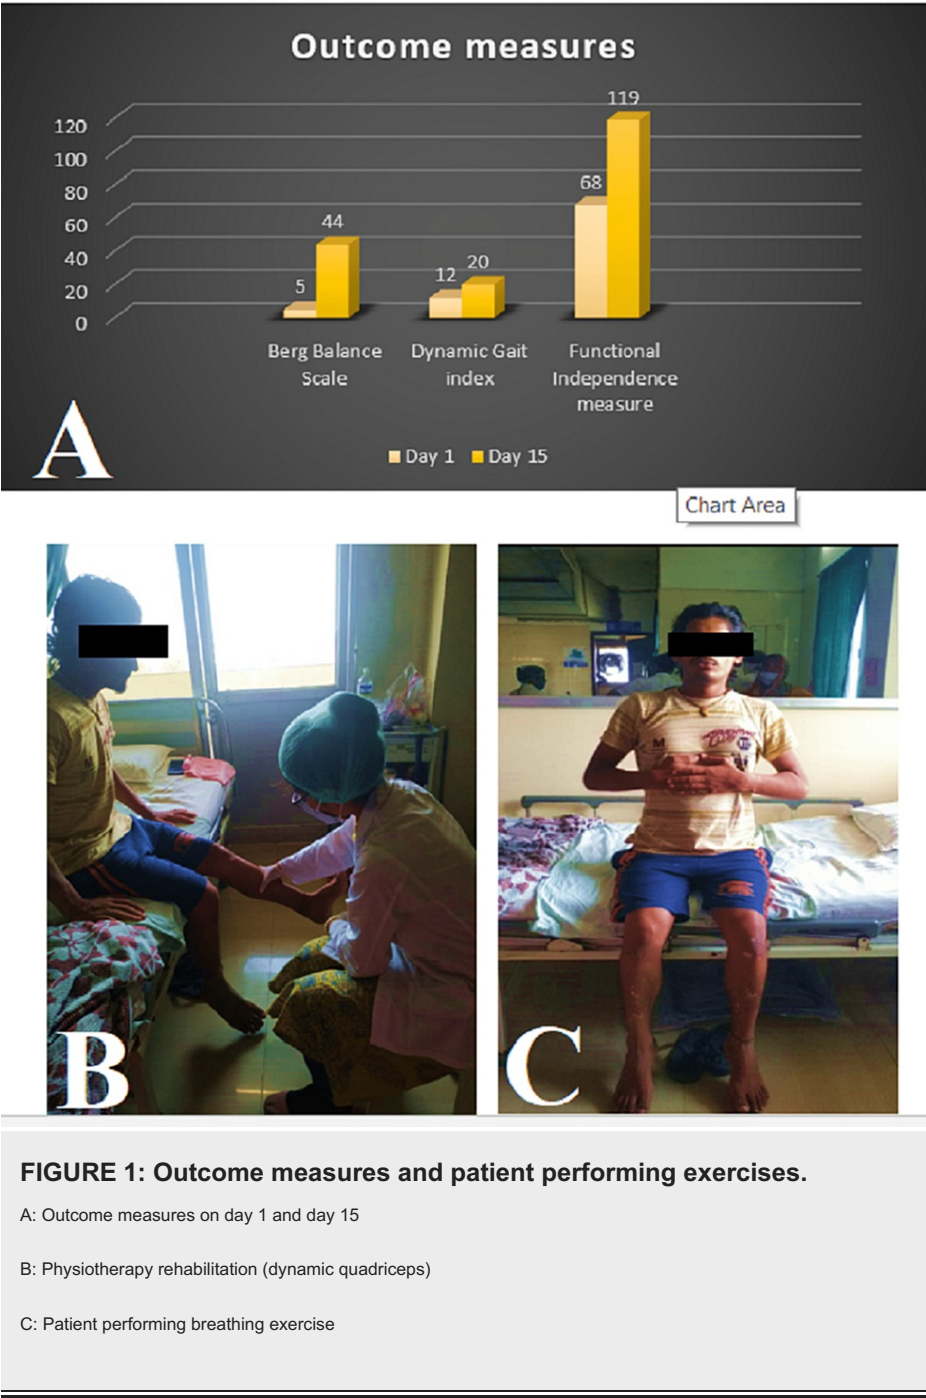 Outcome measures
120
100
80
60
40
20
0
5
44
12
20
68
119
Berg Balance
Scale
Dynamic Gait
index
Functional
Independence
measure
Day 1
Day 15
A
Chart Area
B
C
FIGURE 1: Outcome measures and patient performing exercises.
A: Outcome measures on day 1 and day 15
B: Physiotherapy rehabilitation (dynamic quadriceps)
C: Patient performing breathing exercise